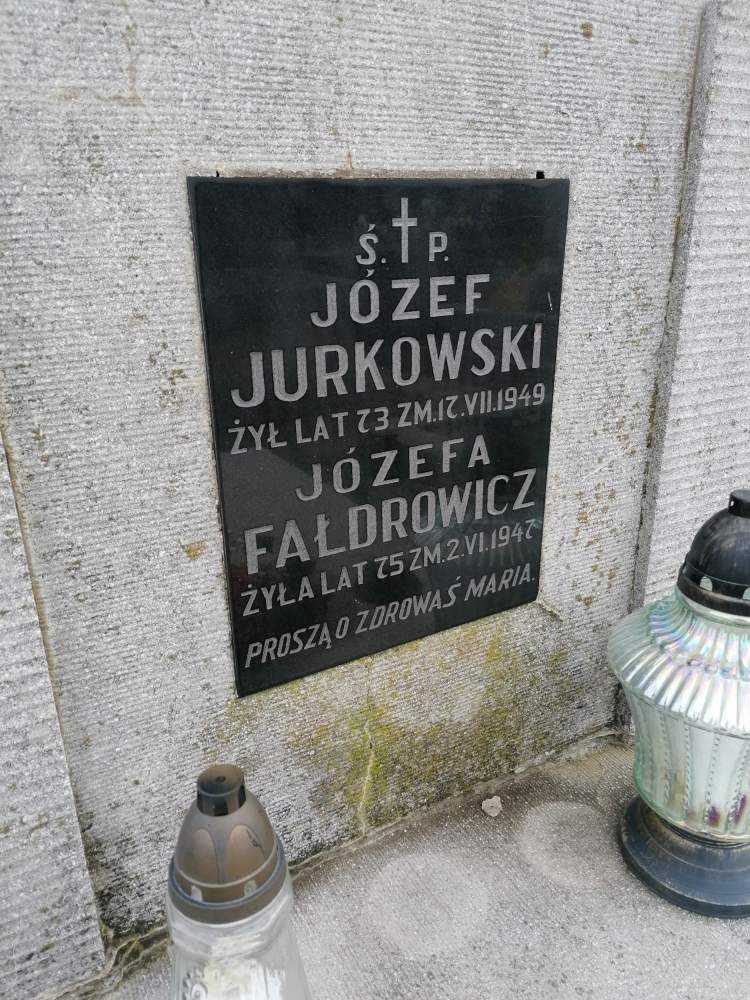 Ś. † P.
JÓZEF
JURKOWSKI
ŻYŁ LAT 73 ZM. 17.VII.1949
JÓZEFA
FAŁDROWICZ
ŻYŁA LAT 75 ZM. 2.VI.1947
PROSZĄ O ZDROWAŚ MARIA.